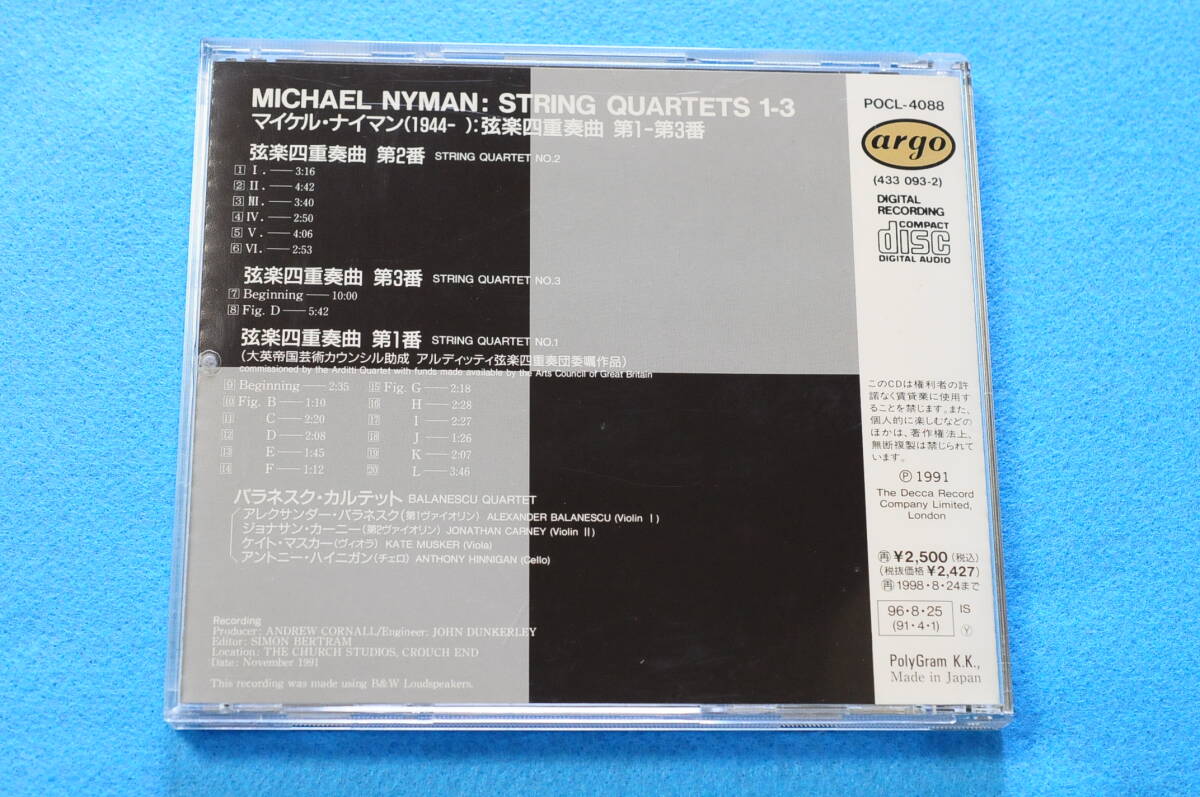 MICHAEL NYMAN: STRING QUARTETS 1-3
マイケル・ナイマン(1944- ):弦楽四重奏曲 第1-第3番
弦楽四重奏曲 第2番 STRING QUARTET NO.2
1 I. — 3:16
2 II. — 4:42
3 III. — 3:40
4 IV. — 2:50
5 V. — 4:06
6 VI. — 2:53
弦楽四重奏曲 第3番 STRING QUARTET NO.3
7 Beginning — 10:00
8 Fig. D — 5:42
弦楽四重奏曲 第1番 STRING QUARTET NO.1
(大英帝国芸術カウンシル助成 アルディッティ弦楽四重奏団委嘱作品)
commissioned by the Arditti Quartet with funds made available by the Arts Council of Great Britain
9 Beginning — 2:35
10 Fig. B — 1:10
11 C — 2:20
12 D — 2:08
13 E — 1:45
14 F — 1:12
15 Fig. G — 2:18
16 H — 2:28
17 I — 2:27
18 J — 1:26
19 K — 2:07
20 L — 3:46
バラネスク・カルテット BALANESCU QUARTET
アレクサンダー・バラネスク(第1ヴァイオリン) ALEXANDER BALANESCU (Violin I)
ジョナサン・カーニー(第2ヴァイオリン) JONATHAN CARNEY (Violin II)
ケイト・マスカー(ヴィオラ) KATE MUSKER (Viola)
アントニー・ハイニガン(チェロ) ANTHONY HINNIGAN (Cello)
Recording
Producer: ANDREW CORNALL/Engineer: JOHN DUNKERLEY
Editor: SIMON BERTRAM
Location: THE CHURCH STUDIOS, CROUCH END
Date: November 1991
This recording was made using B&W Loudspeakers.
POCL-4088
argo
(433 093-2)
DIGITAL
RECORDING
COMPACT
disc
DIGITAL AUDIO
このCDは権利者の許
諾なく賃貸業に使用す
ることを禁じます。また、
個人的に楽しむなどの
ほかは、著作権法上、
無断複製は禁じられて
います。
Ⓟ 1991
The Decca Record
Company Limited,
London
再 ¥2,500(税込)
(税抜価格 ¥2,427)
再 1998・8・24まで
96・8・25
(91・4・1)
IS
Y
PolyGram K.K.,
Made in Japan